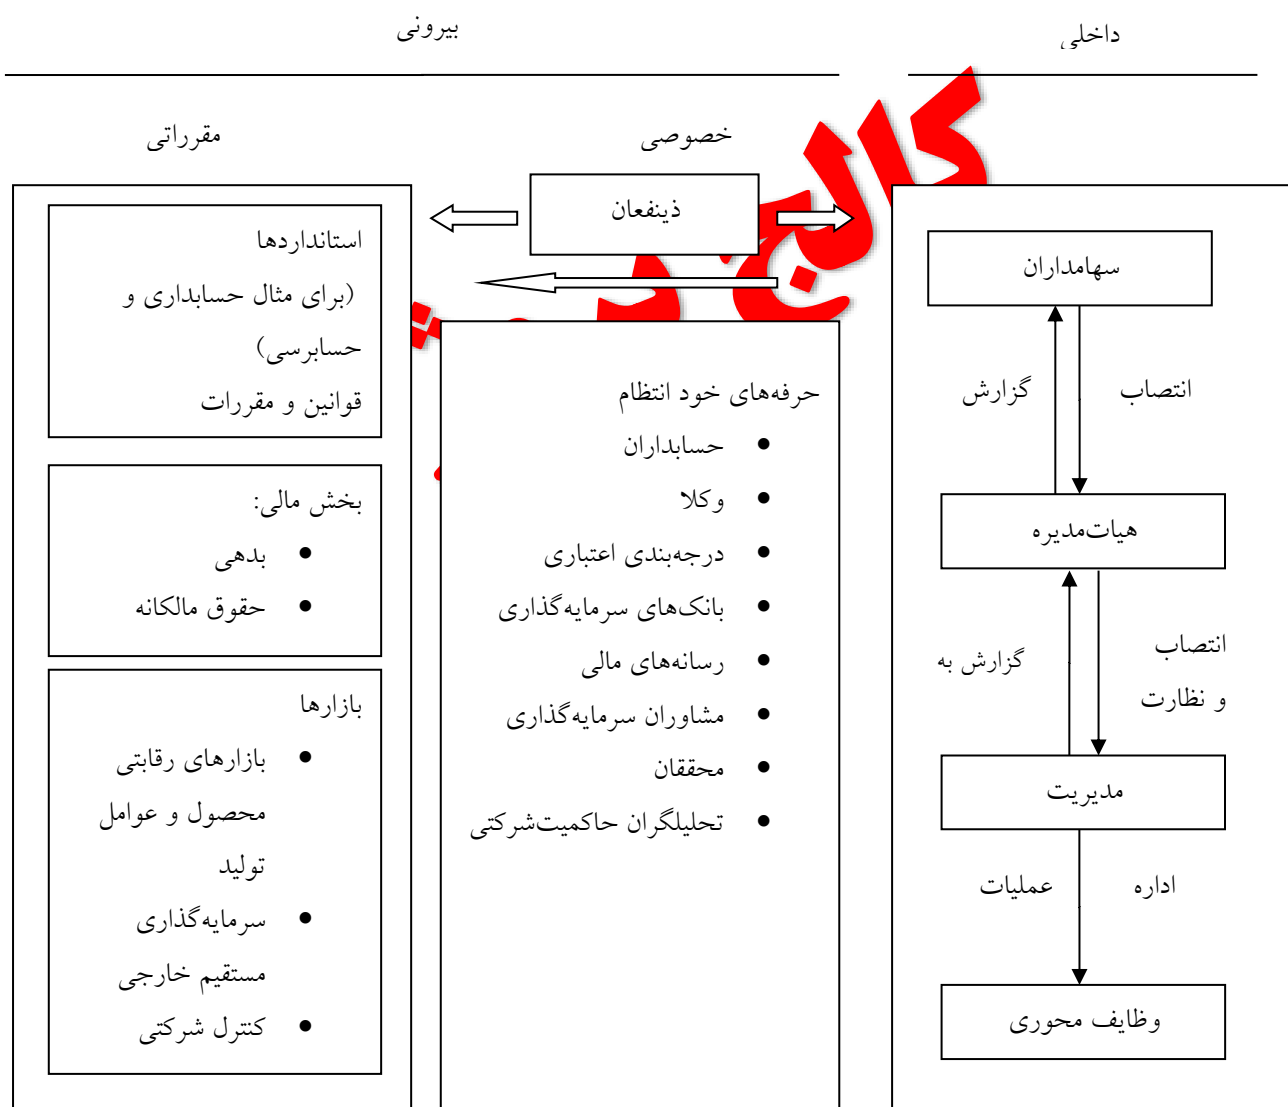 داخلی
بیرونی
خصوصی
مقرراتی
سهامداران
گزارش
انتصاب
هیات‌مدیره
گزارش به
انتصاب
و نظارت
مدیریت
عملیات
اداره
وظایف محوری
ذینفعان
حرفه‌های خود انتظام
• حسابداران
• وکلا
• درجه‌بندی اعتباری
• بانک‌های سرمایه‌گذاری
• رسانه‌های مالی
• مشاوران سرمایه‌گذاری
• محققان
• تحلیلگران حاکمیت‌شرکتی
استانداردها
(برای مثال حسابداری و
حسابرسی)
قوانین و مقررات
بخش مالی:
• بدهی
• حقوق مالکانه
بازارها
• بازارهای رقابتی
محصول و عوامل
تولید
• سرمایه‌گذاری
مستقیم خارجی
• کنترل شرکتی
کالج